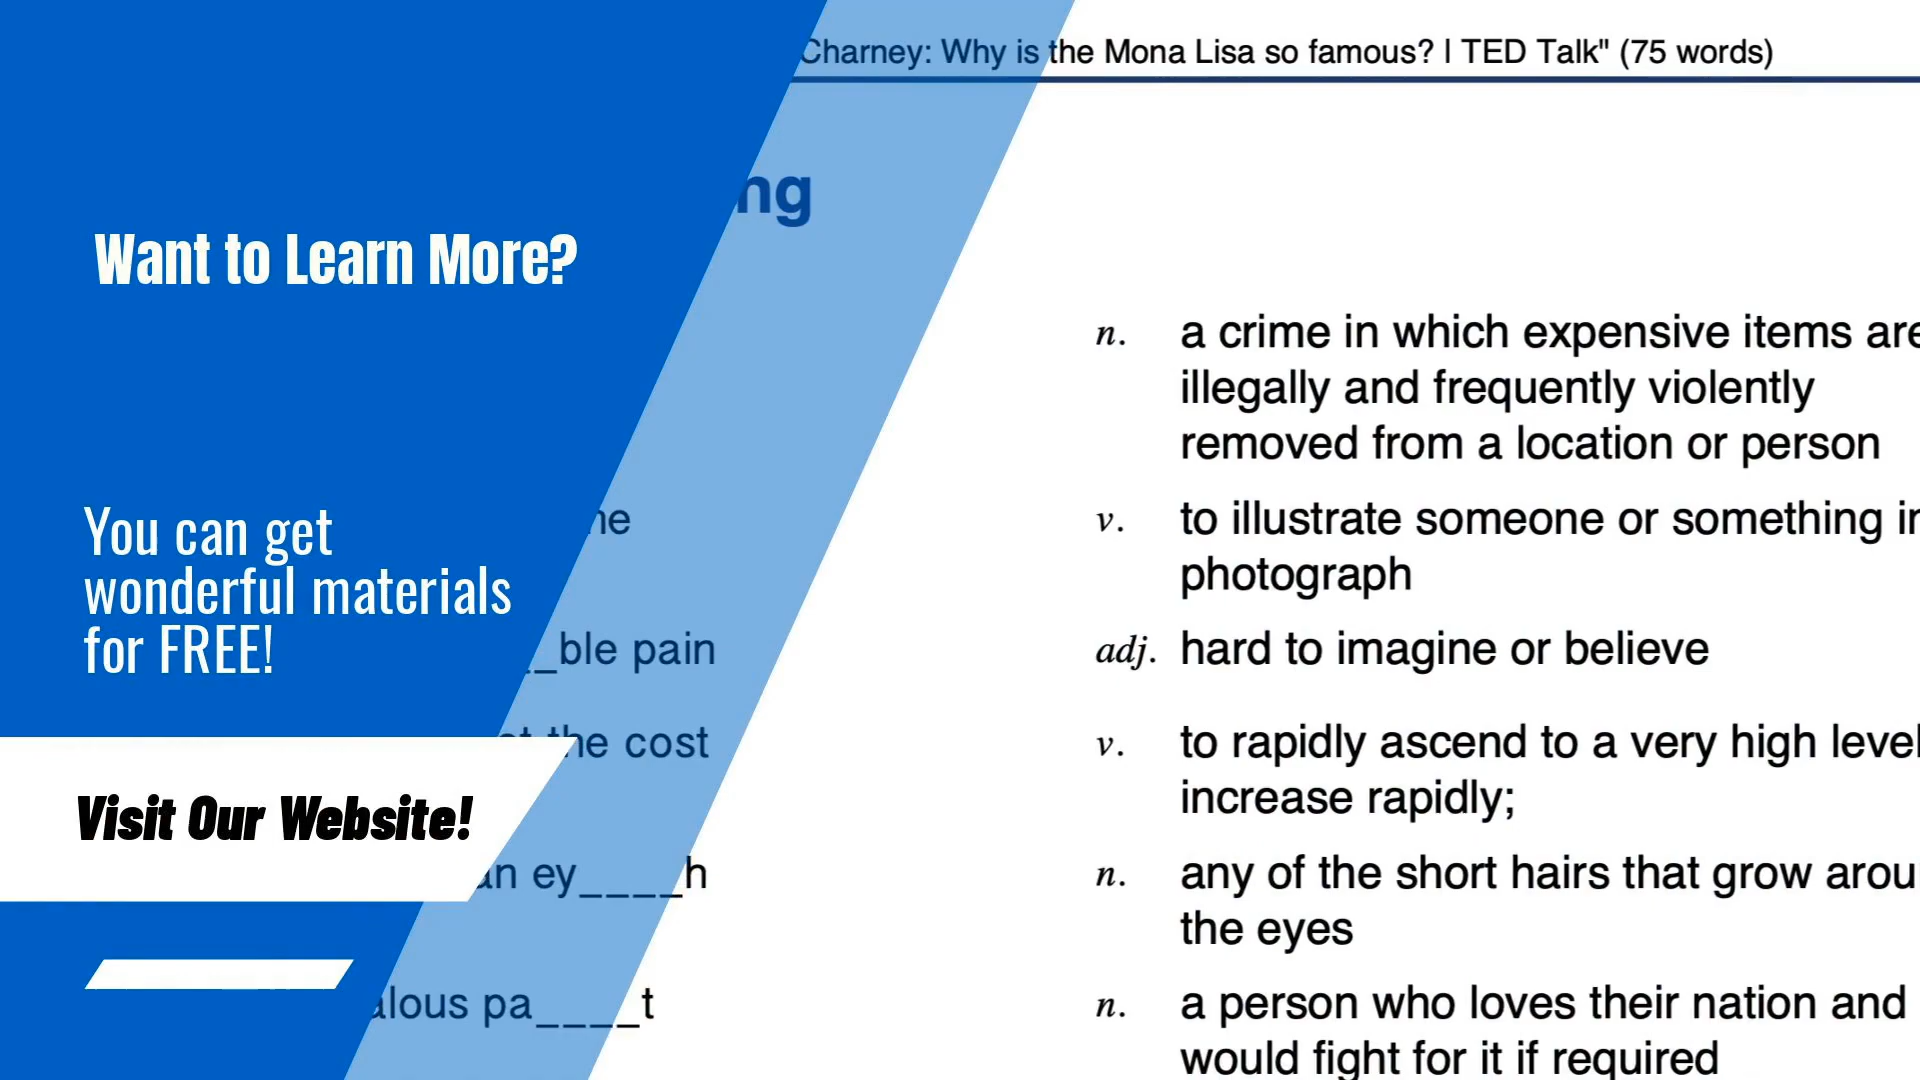 Charney: Why is the Mona Lisa so famous? | TED Talk" (75 words)
ng
Want to Learn More?
You can get
wonderful materials
for FREE!
Visit Our Website!
n. a crime in which expensive items are
illegally and frequently violently
removed from a location or person
v. to illustrate someone or something in
photograph
ble pain adj. hard to imagine or believe
the cost v. to rapidly ascend to a very high level
increase rapidly;
ey____h n. any of the short hairs that grow arou
the eyes
alous pa____t n. a person who loves their nation and
would fight for it if required